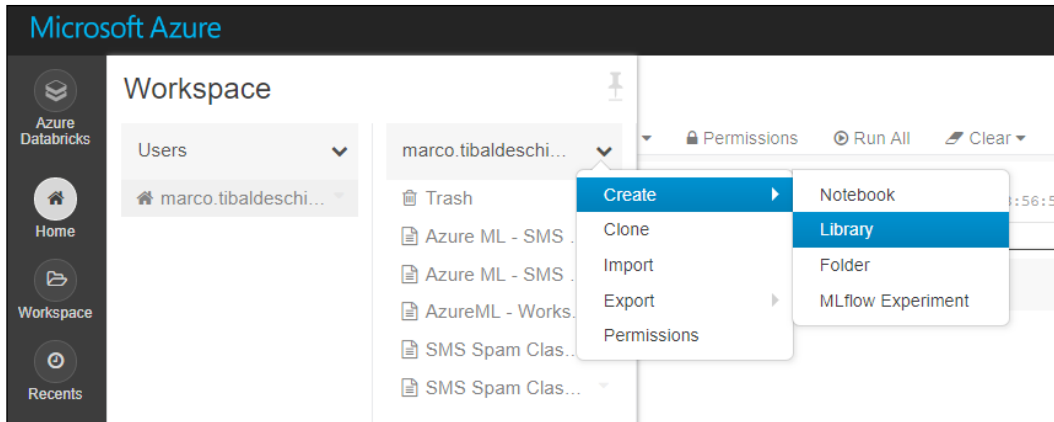 Microsoft Azure
Azure
Databricks
Home
Workspace
Recents
Workspace
Users
marco.tibaldeschi...
marco.tibaldeschi...
Trash
Azure ML - SMS .
Azure ML - SMS .
AzureML - Works.
SMS Spam Clas..
SMS Spam Clas...
Permissions
Run All
Clear
Create
Clone
Import
Export
Permissions
Notebook
Library
Folder
MLflow Experiment
:56:5